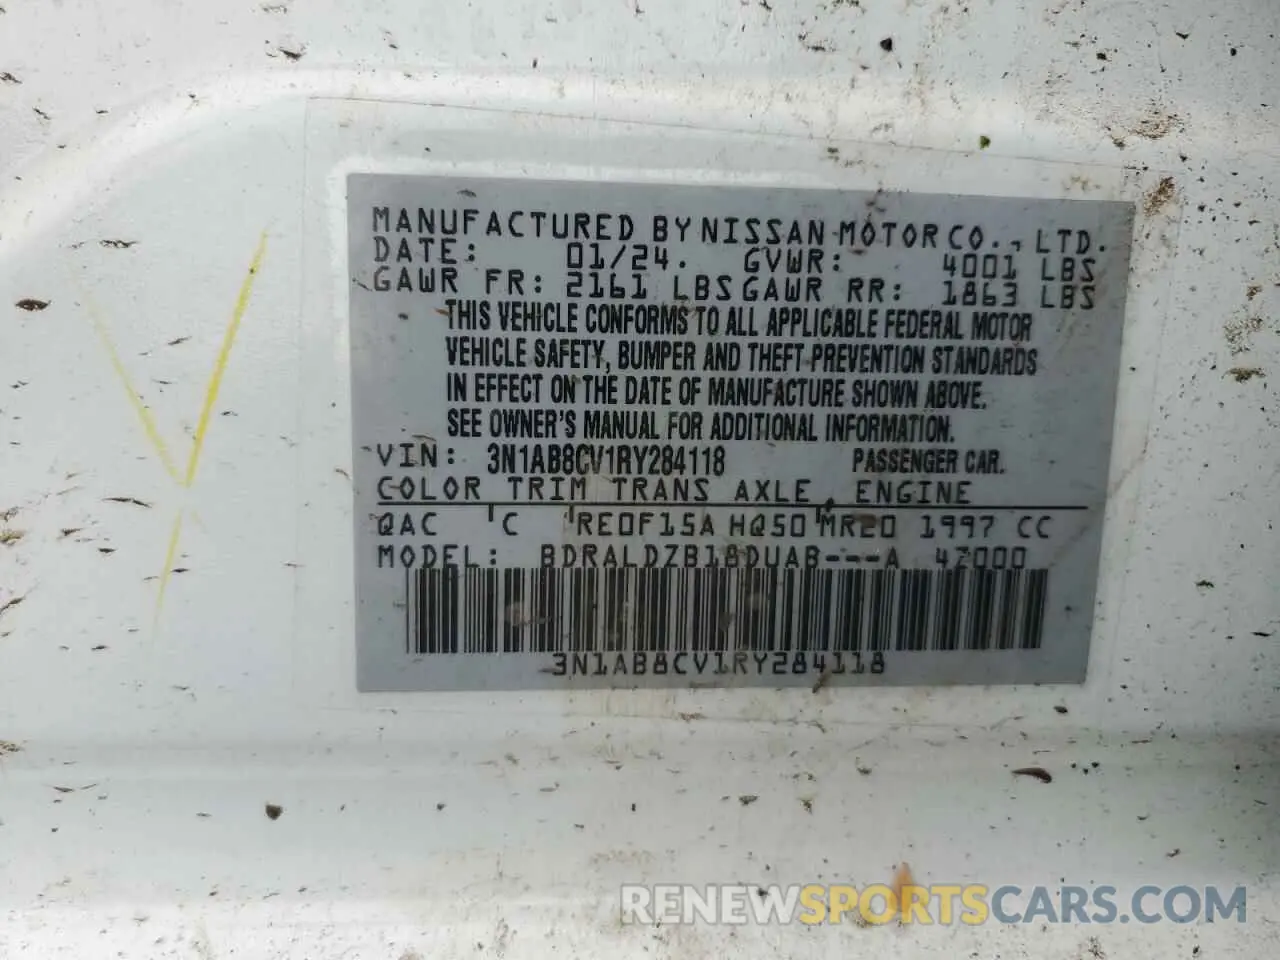 MANUFACTURED BY NISSAN MOTOR CO., LTD.
DATE: 01/24. GVWR: 4001 LBS
GAWR FR: 2161 LBS GAWR RR: 1863 LBS
THIS VEHICLE CONFORMS TO ALL APPLICABLE FEDERAL MOTOR
VEHICLE SAFETY, BUMPER AND THEFT PREVENTION STANDARDS
IN EFFECT ON THE DATE OF MANUFACTURE SHOWN ABOVE.
SEE OWNER'S MANUAL FOR ADDITIONAL INFORMATION.
VIN: 3N1AB8CV1RY284118 PASSENGER CAR.
COLOR TRIM TRANS AXLE ENGINE
QAC C RE0F15A HQ50 MR20 1997 CC
MODEL: BDRALDZB18DUAB---A 47000
3N1AB8CV1RY284118
RENEWSPORTSCARS.COM